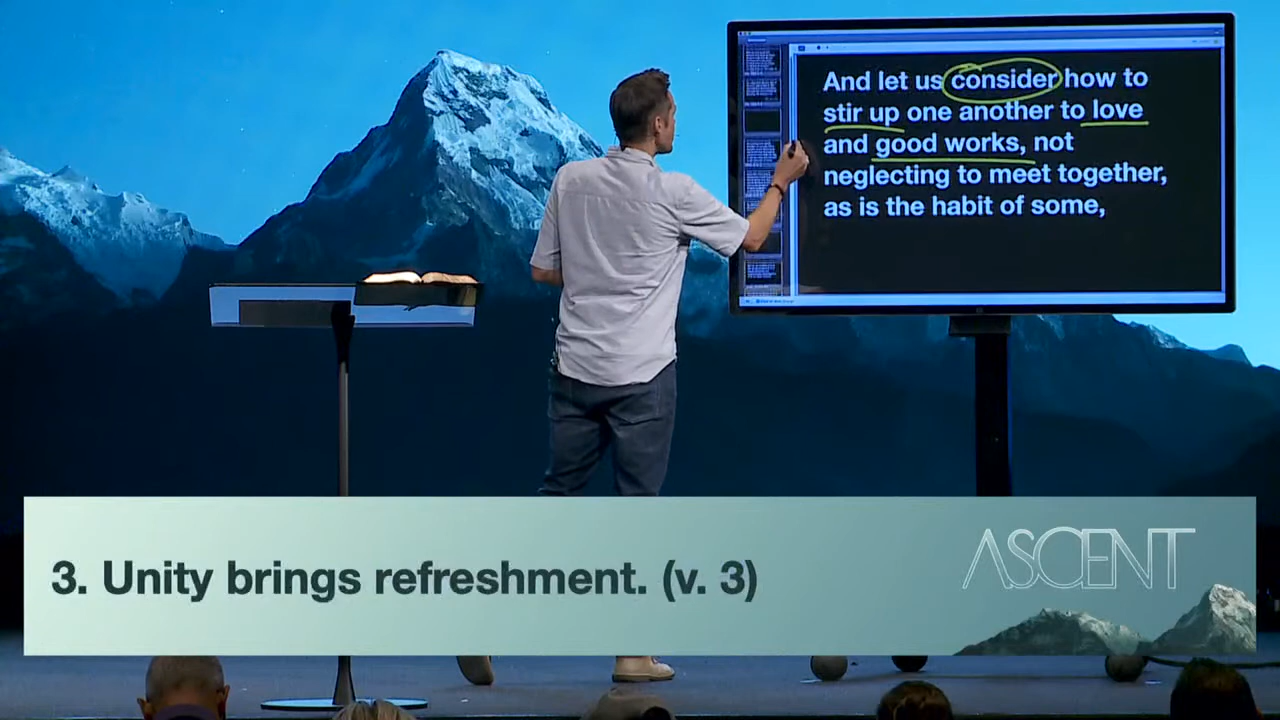 And let us consider how to
stir up one another to love
and good works, not
neglecting to meet together,
as is the habit of some,
3. Unity brings refreshment. (v. 3)
ASCENT